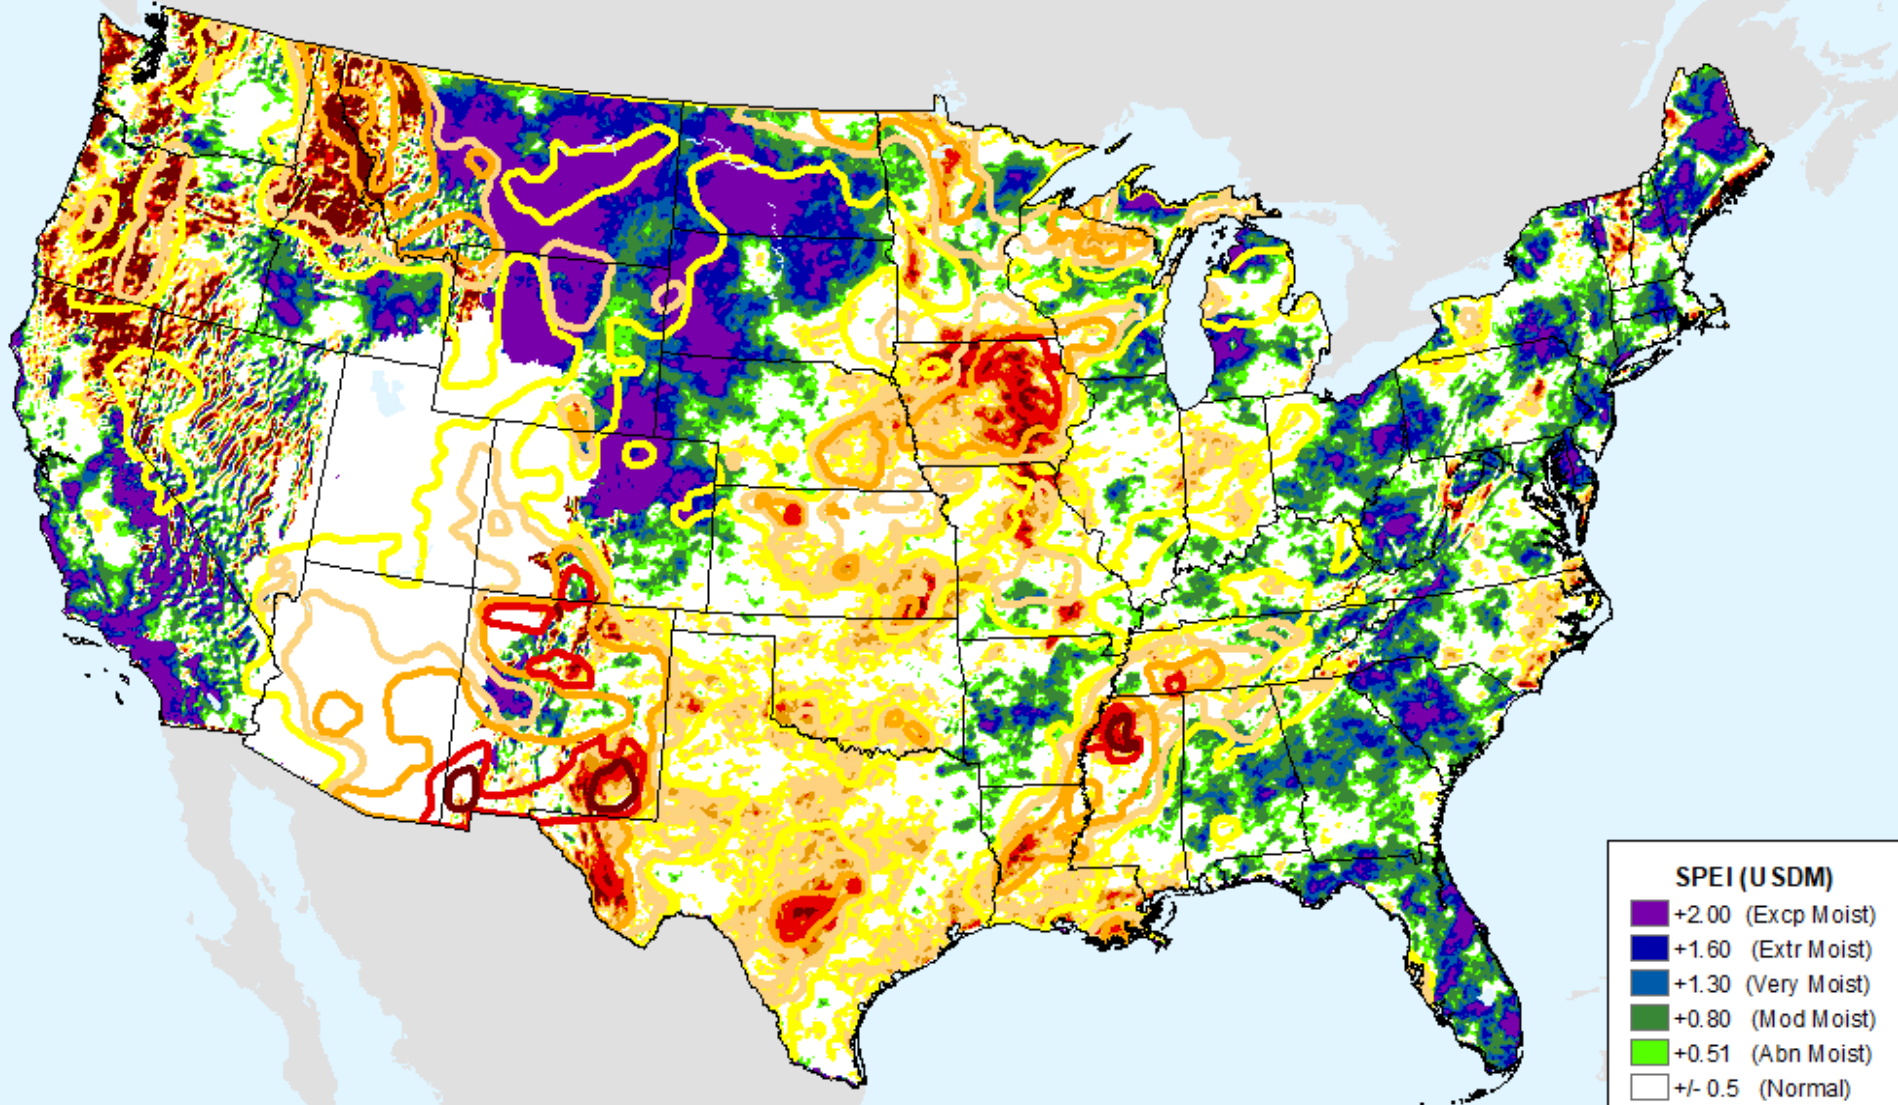 SPEI (USDM)
+2.00 (Excp Moist)
+1.60 (Extr Moist)
+1.30 (Very Moist)
+0.80 (Mod Moist)
+0.51 (Abn Moist)
+/- 0.5 (Normal)